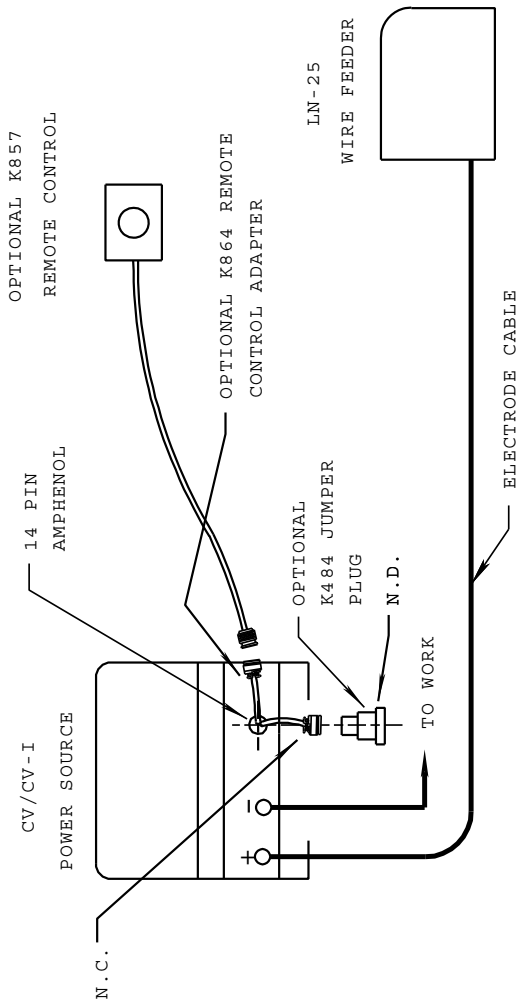 OPTIONAL K857
REMOTE CONTROL
LN-25
WIRE FEEDER
14 PIN
AMPHENOL
OPTIONAL K864 REMOTE
CONTROL ADAPTER
CV/CV-I
POWER SOURCE
OPTIONAL
K484 JUMPER
PLUG
N.D.
N.C.
+
-
TO WORK
ELECTRODE CABLE